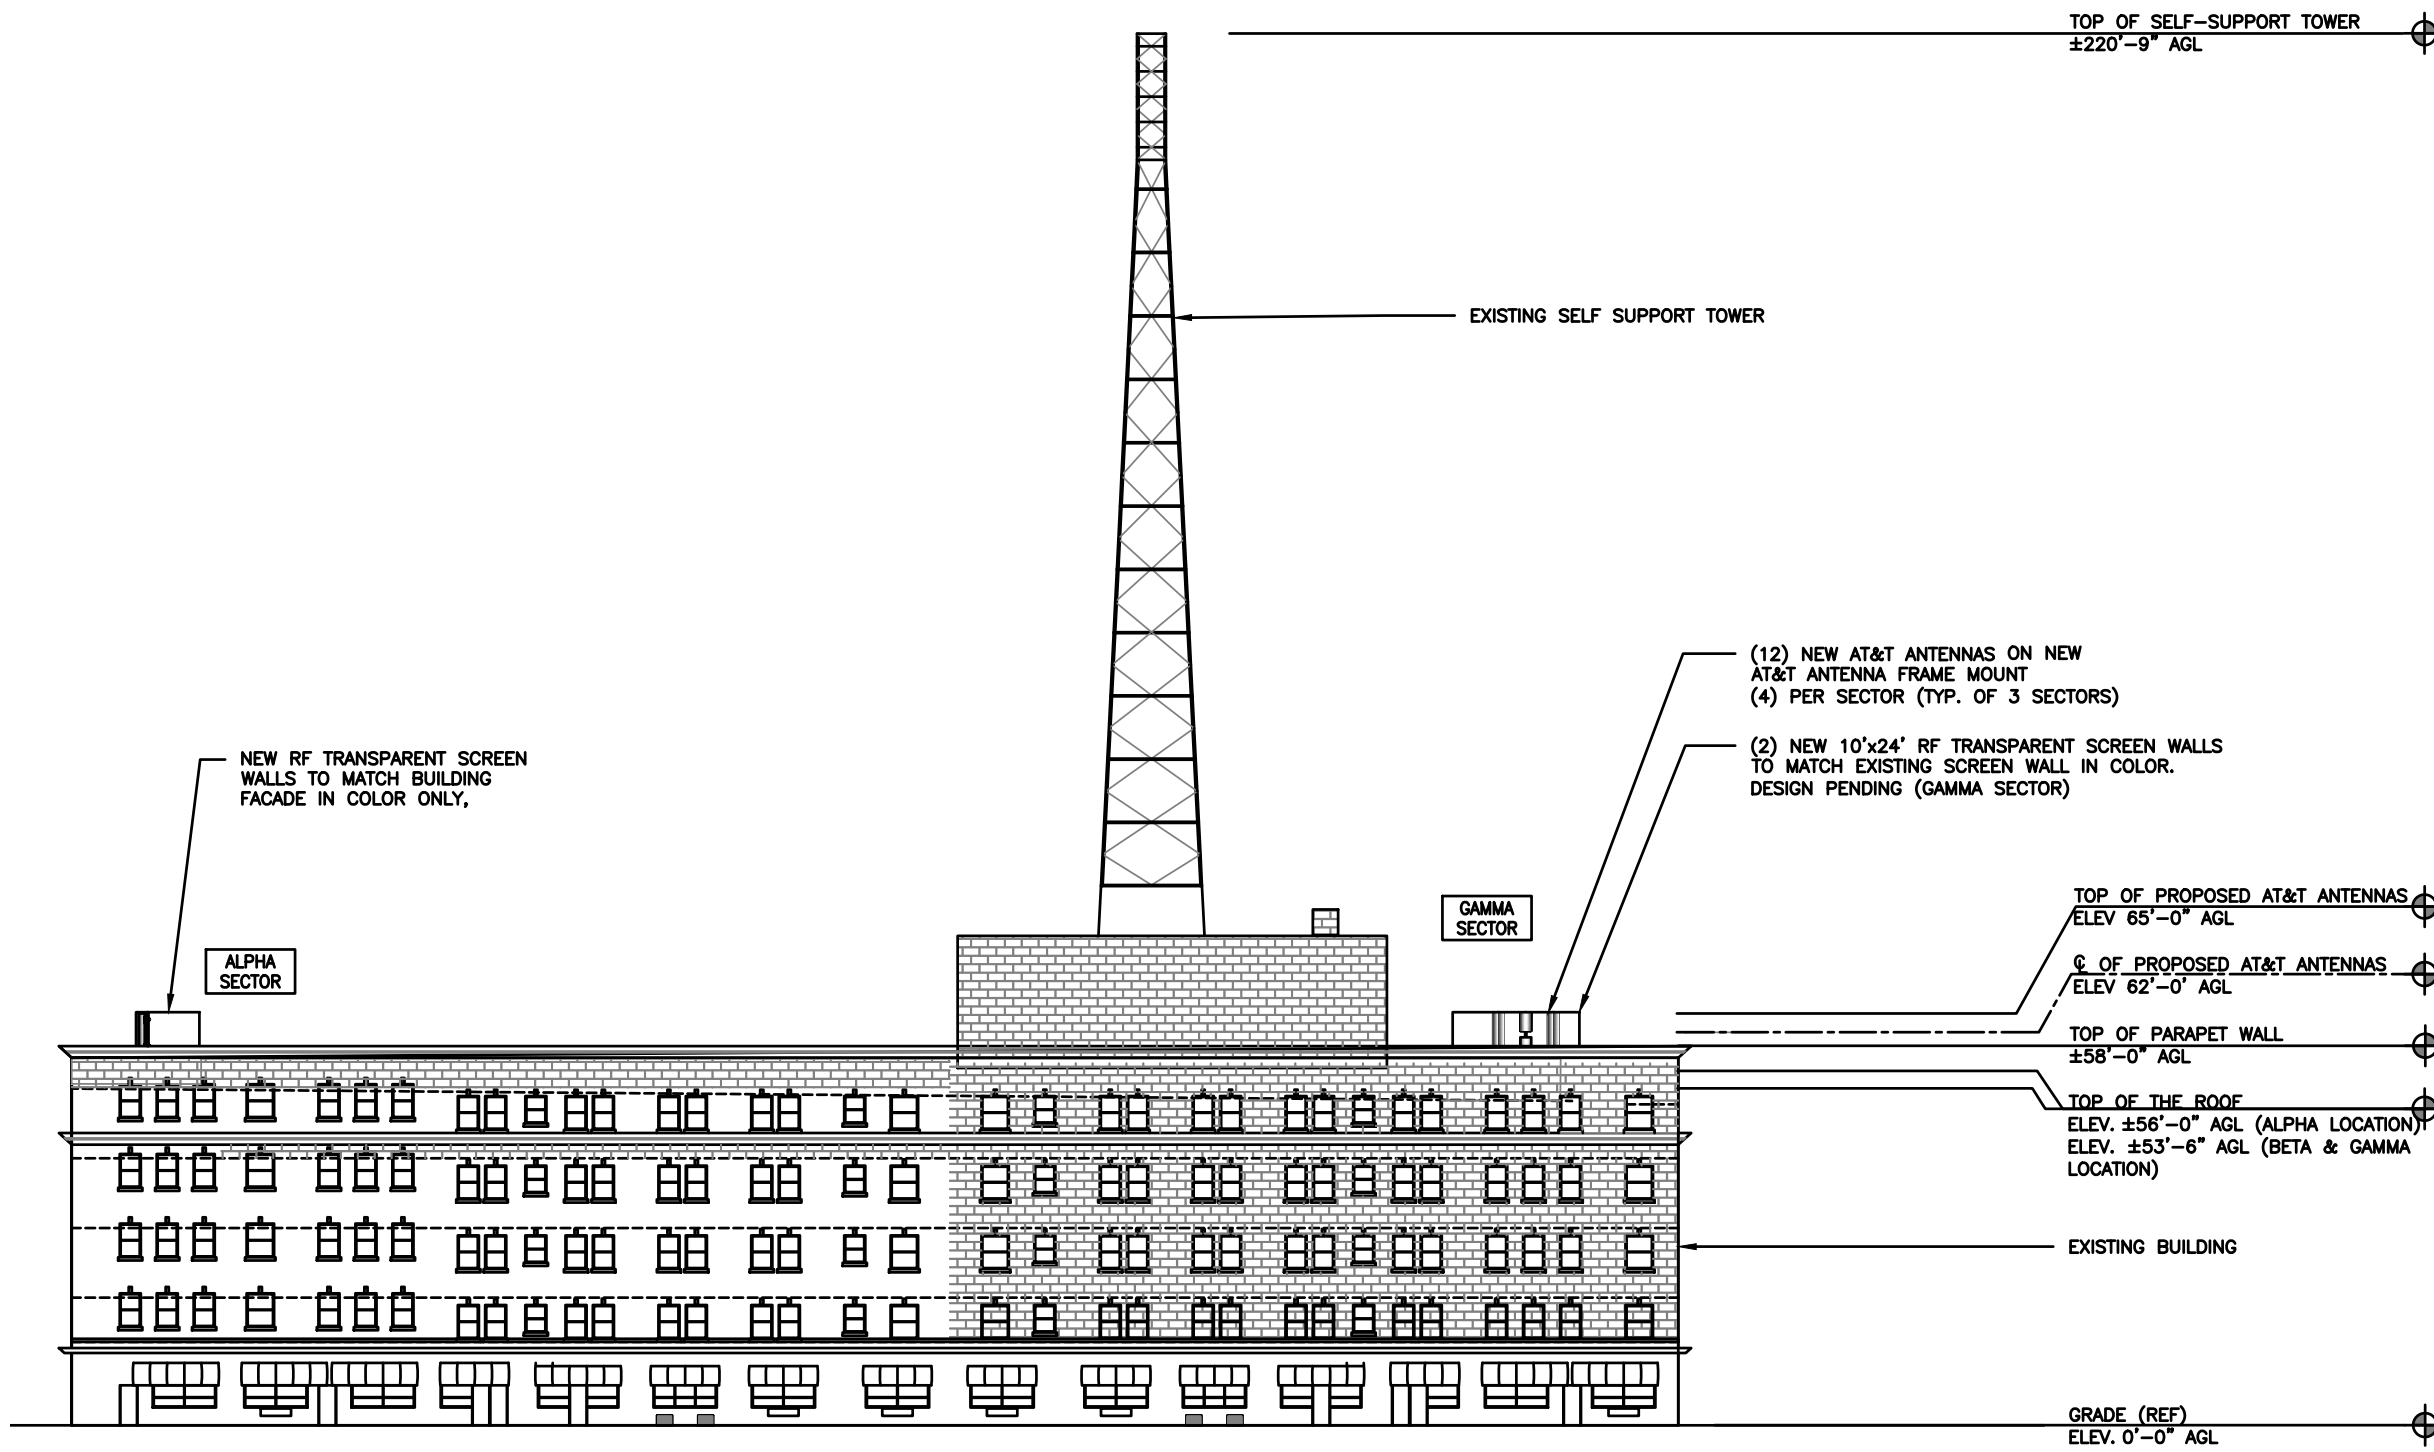 TOP OF SELF-SUPPORT TOWER
±220'-9" AGL
EXISTING SELF SUPPORT TOWER
(12) NEW AT&T ANTENNAS ON NEW
AT&T ANTENNA FRAME MOUNT
(4) PER SECTOR (TYP. OF 3 SECTORS)
(2) NEW 10'x24' RF TRANSPARENT SCREEN WALLS
TO MATCH EXISTING SCREEN WALL IN COLOR.
DESIGN PENDING (GAMMA SECTOR)
NEW RF TRANSPARENT SCREEN
WALLS TO MATCH BUILDING
FACADE IN COLOR ONLY,
GAMMA
SECTOR
ALPHA
SECTOR
TOP OF PROPOSED AT&T ANTENNAS
ELEV 65'-0" AGL
℄ OF PROPOSED AT&T ANTENNAS
ELEV 62'-0' AGL
TOP OF PARAPET WALL
±58'-0" AGL
TOP OF THE ROOF
ELEV. ±56'-0" AGL (ALPHA LOCATION)
ELEV. ±53'-6" AGL (BETA & GAMMA
LOCATION)
EXISTING BUILDING
GRADE (REF)
ELEV. 0'-0" AGL